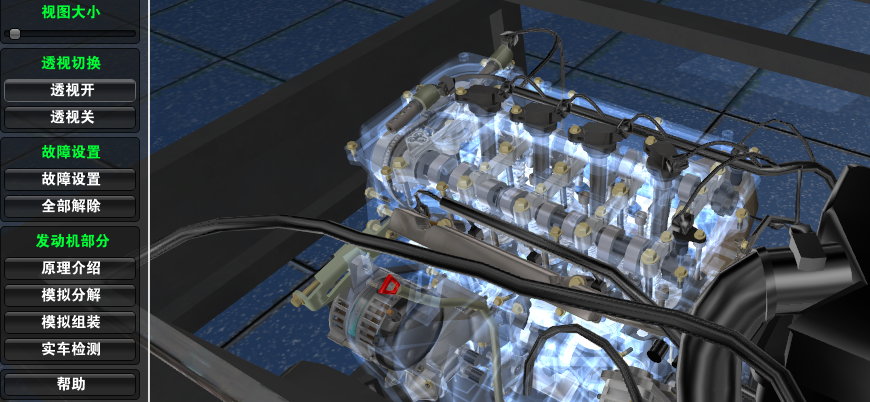 视图大小
透视切换
透视开
透视关
故障设置
故障设置
全部解除
发动机部分
原理介绍
模拟分解
模拟组装
实车检测
帮助